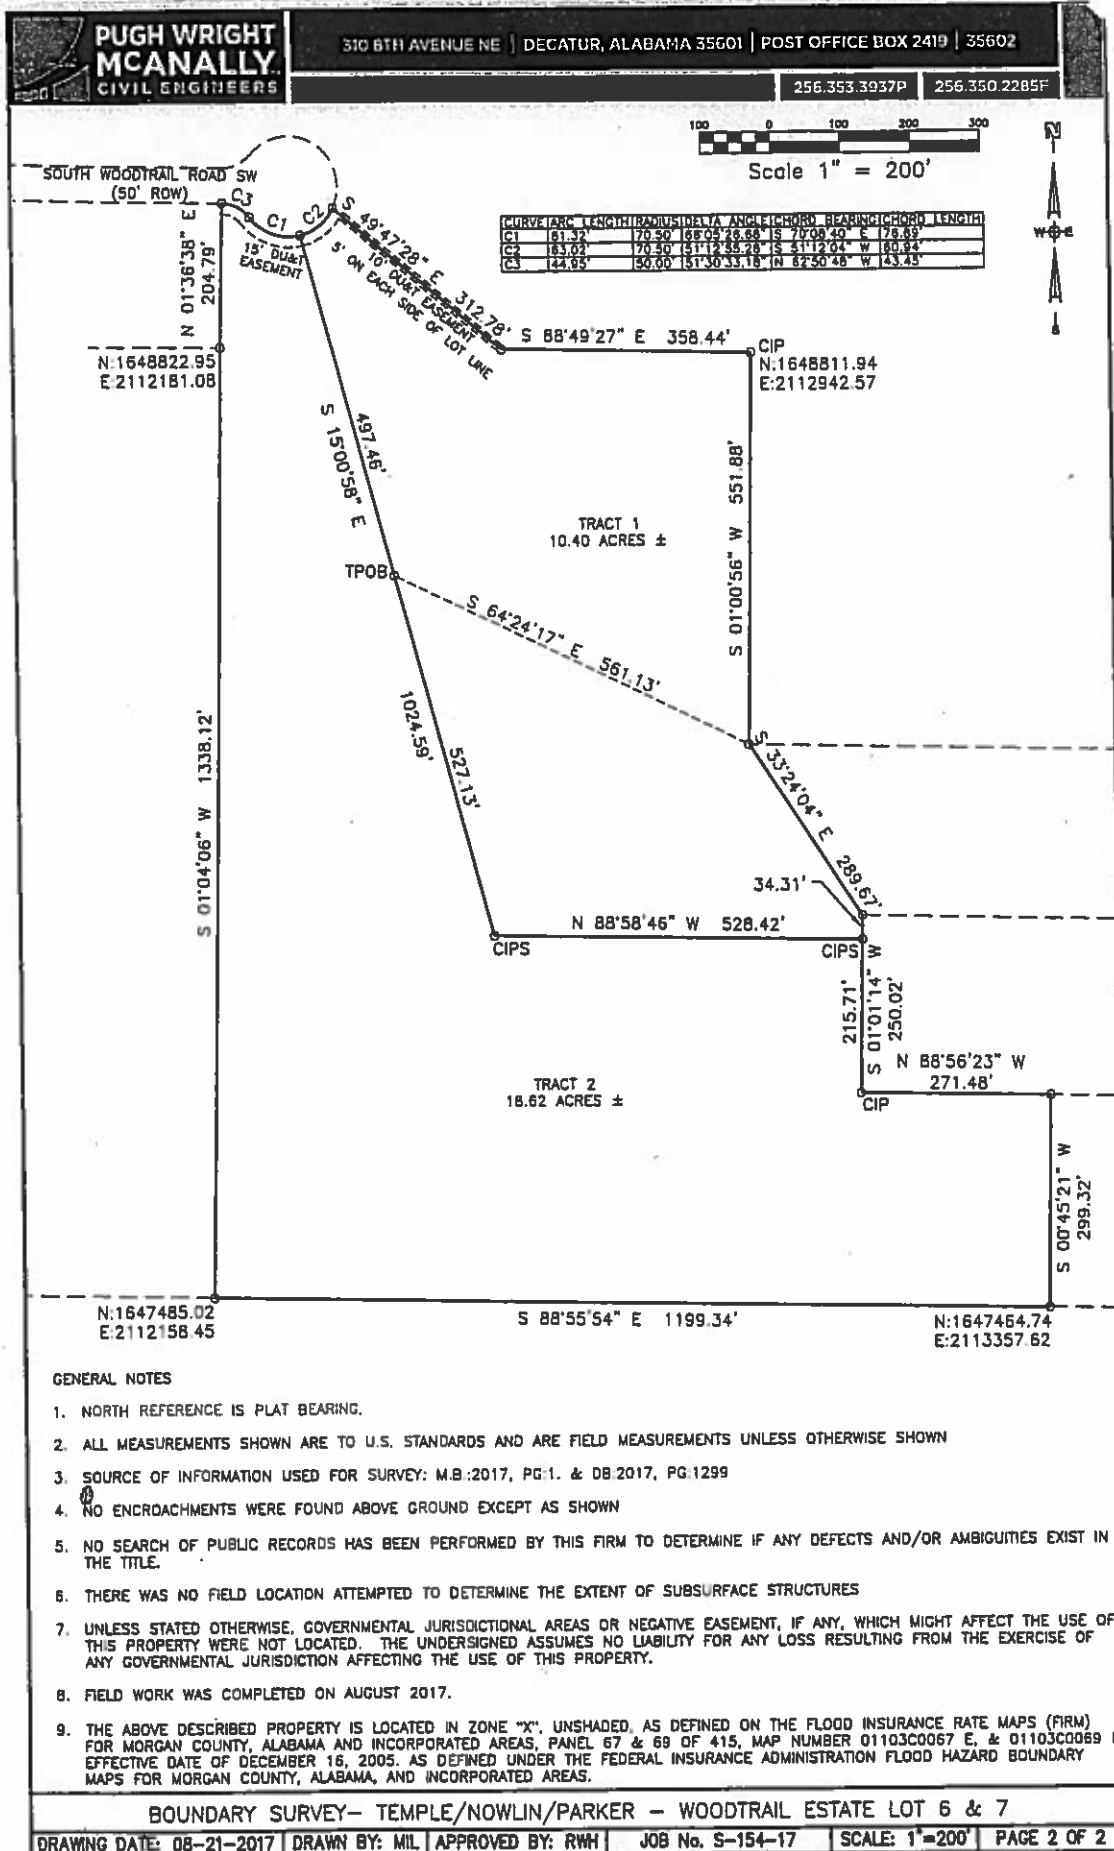 PUGH WRIGHT
MCANALLY
CIVIL ENGINEERS
310 8TH AVENUE NE | DECATUR, ALABAMA 35601 | POST OFFICE BOX 2419 | 35602
256.353.3937P
256.350.2285F
100 0 100 200 300
Scale 1" = 200'
N
W E
S
SOUTH WOODTRAIL ROAD SW
(50' ROW)
C3
C1
C2
15' DU&T
EASEMENT
S 49°47'28" E 312.78'
10' DU&T EASEMENT
5' ON EACH SIDE OF LOT LINE
CURVE ARC LENGTH RADIUS DELTA ANGLE CHORD BEARING CHORD LENGTH
C1 81.32' 70.50' 66°05'26.68" S 70°08'40" E 76.89'
C2 63.02' 70.50' 51°12'55.28" S 51°12'04" W 60.94'
C3 44.95' 50.00' 51°30'33.18" N 62°50'48" W 43.45'
N 01°36'38" E
204.79'
N:1648822.95
E:2112181.08
S 88°49'27" E 358.44'
CIP
N:1648811.94
E:2112942.57
497.46'
S 15°00'58" E
S 01°00'56" W 551.88'
TRACT 1
10.40 ACRES ±
TPOB
S 64°24'17" E 561.13'
1024.59'
527.13'
S 01°04'06" W 1338.12'
S 33°24'04" E 289.67'
34.31'
N 88°58'46" W 528.42'
CIPS
CIPS
215.71'
S 01°01'14" W
250.02'
N 88°56'23" W
271.48'
CIP
TRACT 2
18.62 ACRES ±
S 00°45'21" W
299.32'
N:1647485.02
E:2112158.45
S 88°55'54" E 1199.34'
N:1647464.74
E:2113357.62
GENERAL NOTES
1. NORTH REFERENCE IS PLAT BEARING.
2. ALL MEASUREMENTS SHOWN ARE TO U.S. STANDARDS AND ARE FIELD MEASUREMENTS UNLESS OTHERWISE SHOWN
3. SOURCE OF INFORMATION USED FOR SURVEY: M.B.:2017, PG:1. & DB:2017, PG:1299
4. NO ENCROACHMENTS WERE FOUND ABOVE GROUND EXCEPT AS SHOWN
5. NO SEARCH OF PUBLIC RECORDS HAS BEEN PERFORMED BY THIS FIRM TO DETERMINE IF ANY DEFECTS AND/OR AMBIGUITIES EXIST IN
THE TITLE.
6. THERE WAS NO FIELD LOCATION ATTEMPTED TO DETERMINE THE EXTENT OF SUBSURFACE STRUCTURES
7. UNLESS STATED OTHERWISE, GOVERNMENTAL JURISDICTIONAL AREAS OR NEGATIVE EASEMENT, IF ANY, WHICH MIGHT AFFECT THE USE OF
THIS PROPERTY WERE NOT LOCATED. THE UNDERSIGNED ASSUMES NO LIABILITY FOR ANY LOSS RESULTING FROM THE EXERCISE OF
ANY GOVERNMENTAL JURISDICTION AFFECTING THE USE OF THIS PROPERTY.
8. FIELD WORK WAS COMPLETED ON AUGUST 2017.
9. THE ABOVE DESCRIBED PROPERTY IS LOCATED IN ZONE "X", UNSHADED, AS DEFINED ON THE FLOOD INSURANCE RATE MAPS (FIRM)
FOR MORGAN COUNTY, ALABAMA AND INCORPORATED AREAS, PANEL 67 & 69 OF 415, MAP NUMBER 01103C0067 E, & 01103C0069
EFFECTIVE DATE OF DECEMBER 16, 2005. AS DEFINED UNDER THE FEDERAL INSURANCE ADMINISTRATION FLOOD HAZARD BOUNDARY
MAPS FOR MORGAN COUNTY, ALABAMA, AND INCORPORATED AREAS.
BOUNDARY SURVEY- TEMPLE/NOWLIN/PARKER - WOODTRAIL ESTATE LOT 6 & 7
DRAWING DATE: 08-21-2017 DRAWN BY: MIL APPROVED BY: RWH JOB No. S-154-17 SCALE: 1"=200' PAGE 2 OF 2